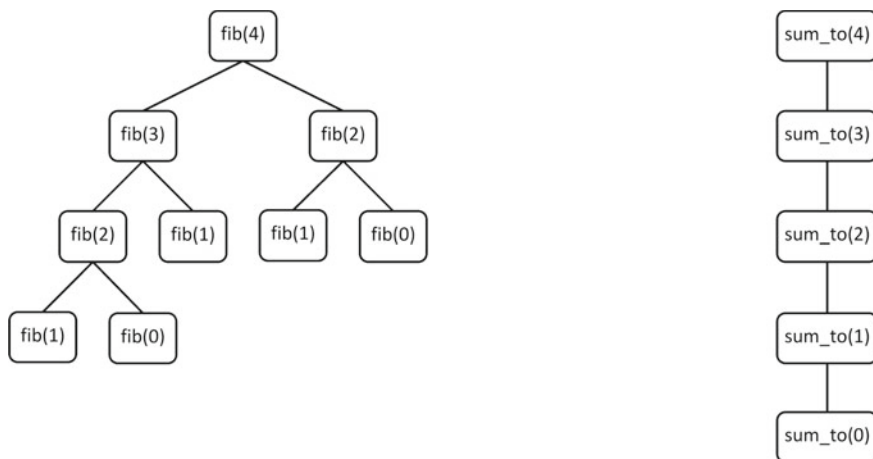 fib(4)
fib(3)
fib(2)
fib(2)
fib(1)
fib(1)
fib(0)
fib(1)
fib(0)
sum_to(4)
sum_to(3)
sum_to(2)
sum_to(1)
sum_to(0)